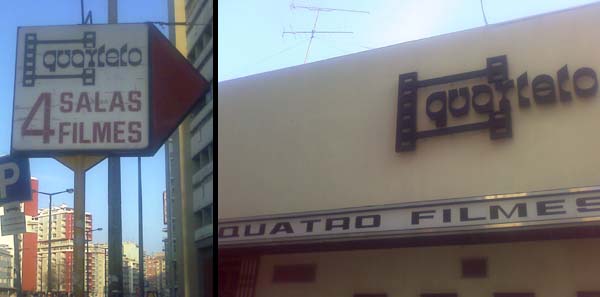 quarteto
4 SALAS
FILMES
P
quarteto
QUATRO FILMES